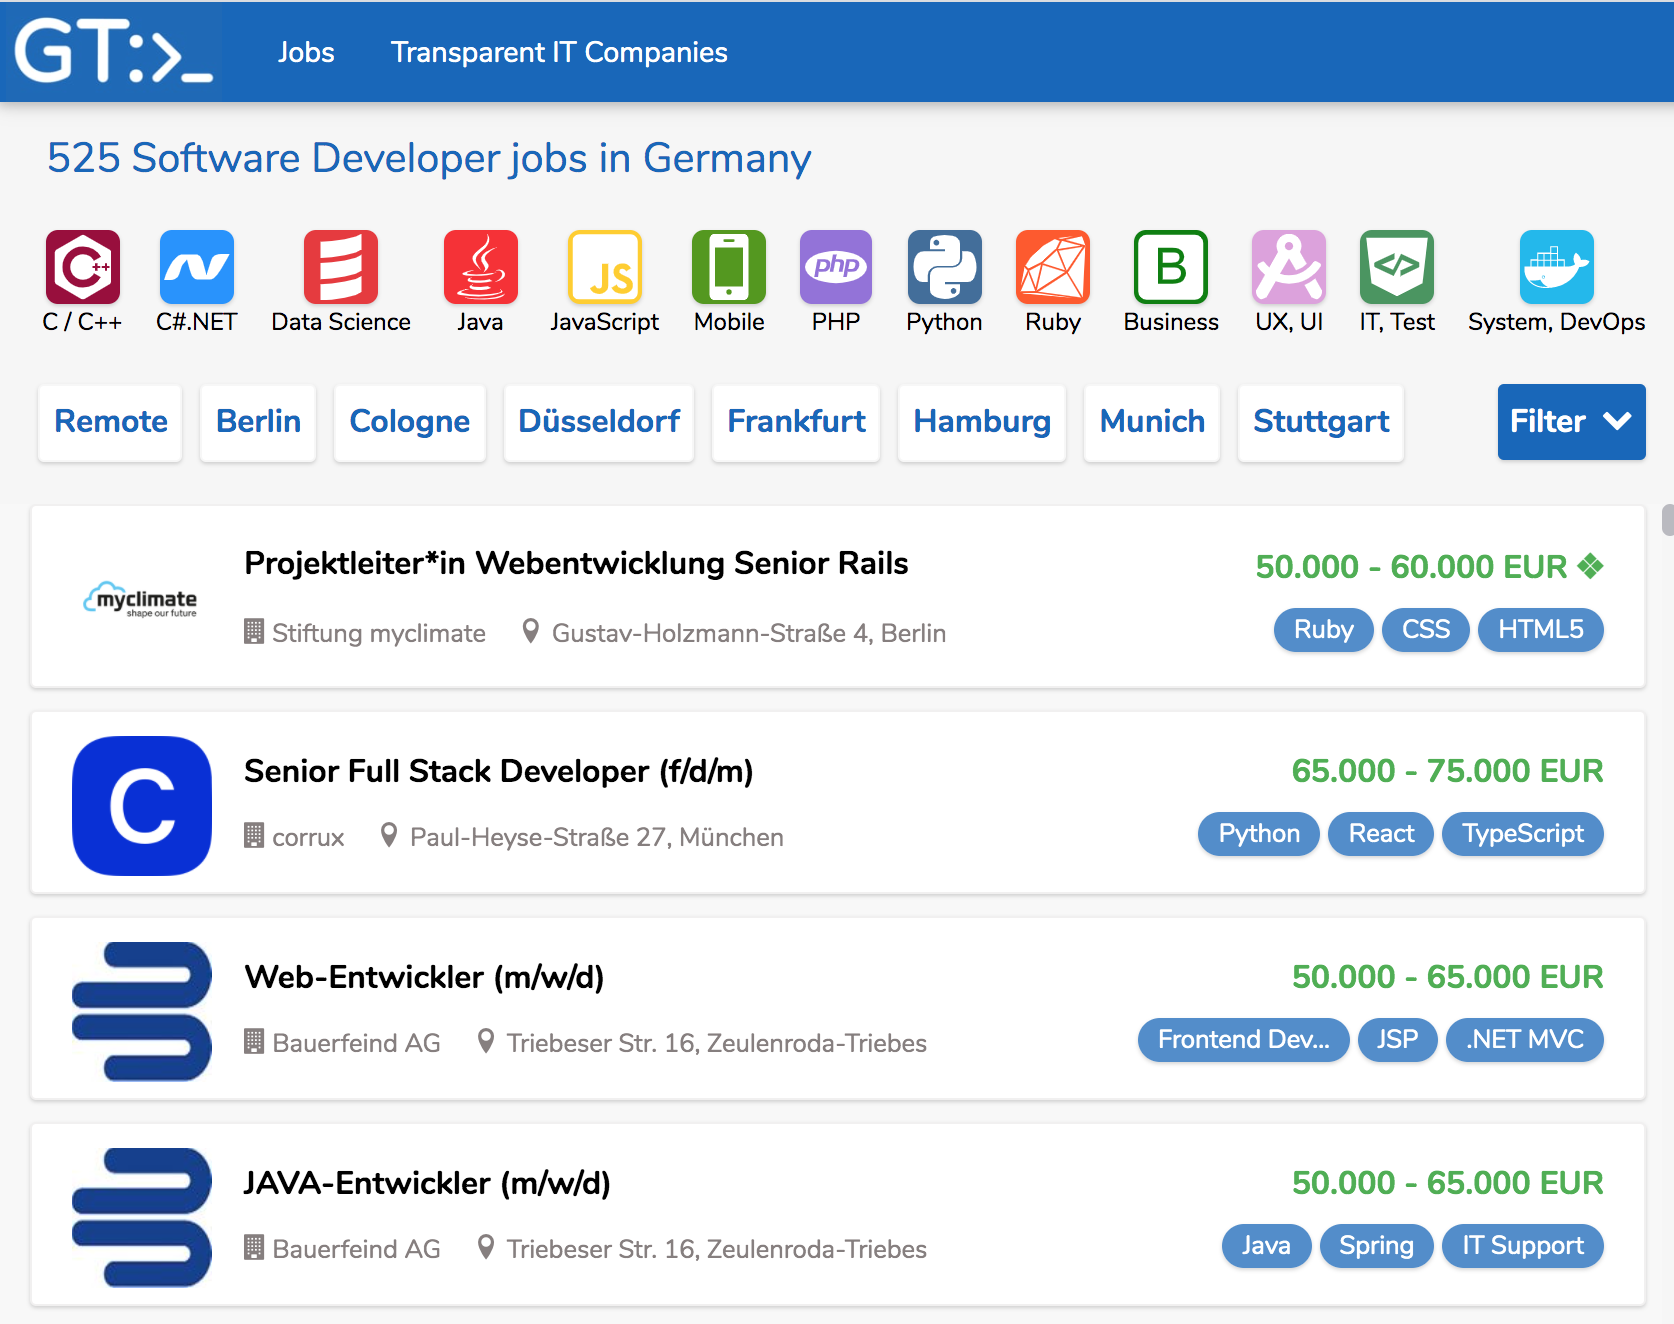 GT:>_ Jobs Transparent IT Companies
525 Software Developer jobs in Germany
C++ JS php B </>
C / C++ C#.NET Data Science Java JavaScript Mobile PHP Python Ruby Business UX, UI IT, Test System, DevOps
Remote Berlin Cologne Düsseldorf Frankfurt Hamburg Munich Stuttgart Filter
Projektleiter*in Webentwicklung Senior Rails 50.000 - 60.000 EUR
myclimate
shape our future
Stiftung myclimate Gustav-Holzmann-Straße 4, Berlin Ruby CSS HTML5
Senior Full Stack Developer (f/d/m) 65.000 - 75.000 EUR
C
corrux Paul-Heyse-Straße 27, München Python React TypeScript
Web-Entwickler (m/w/d) 50.000 - 65.000 EUR
Bauerfeind AG Triebeser Str. 16, Zeulenroda-Triebes Frontend Dev... JSP .NET MVC
JAVA-Entwickler (m/w/d) 50.000 - 65.000 EUR
Bauerfeind AG Triebeser Str. 16, Zeulenroda-Triebes Java Spring IT Support